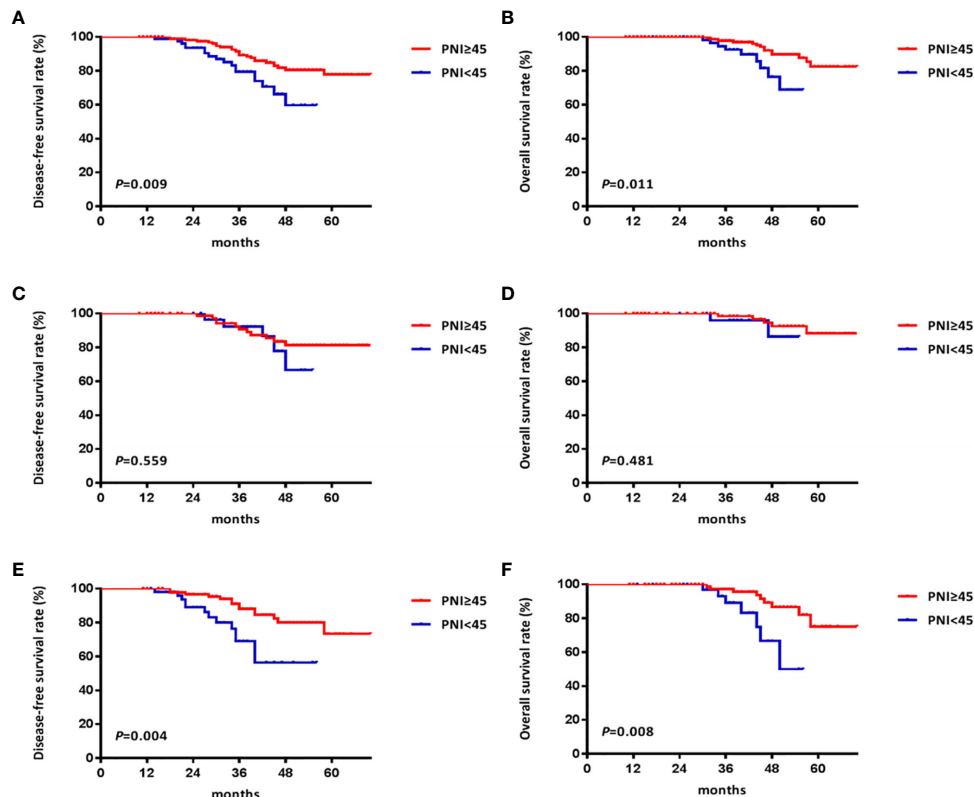 A
Disease-free survival rate (%)
100
80
60
40
20
0
0 12 24 36 48 60
months
P=0.009
PNI≥45
PNI<45
B
Overall survival rate (%)
100
80
60
40
20
0
0 12 24 36 48 60
months
P=0.011
PNI≥45
PNI<45
C
Disease-free survival rate (%)
100
80
60
40
20
0
0 12 24 36 48 60
months
P=0.559
PNI≥45
PNI<45
D
Overall survival rate (%)
100
80
60
40
20
0
0 12 24 36 48 60
months
P=0.481
PNI≥45
PNI<45
E
Disease-free survival rate (%)
100
80
60
40
20
0
0 12 24 36 48 60
months
P=0.004
PNI≥45
PNI<45
F
Overall survival rate (%)
100
80
60
40
20
0
0 12 24 36 48 60
months
P=0.008
PNI≥45
PNI<45